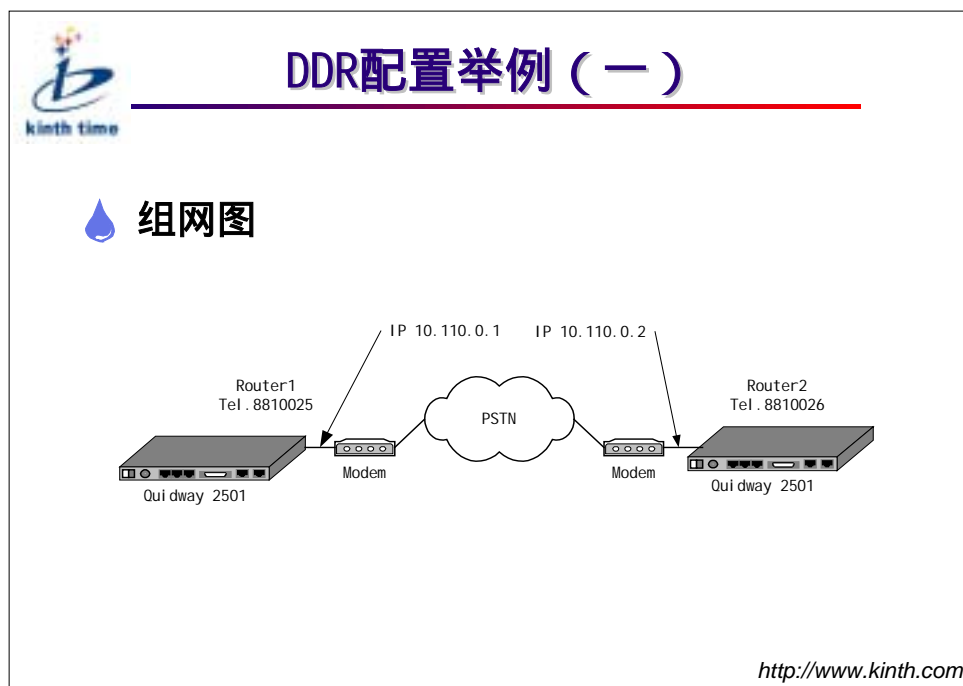 DDR配置举例（一）
kinth time
组网图
IP 10.110.0.1
IP 10.110.0.2
Router1
Tel.8810025
Router2
Tel.8810026
PSTN
Modem
Modem
Quidway 2501
Quidway 2501
http://www.kinth.com